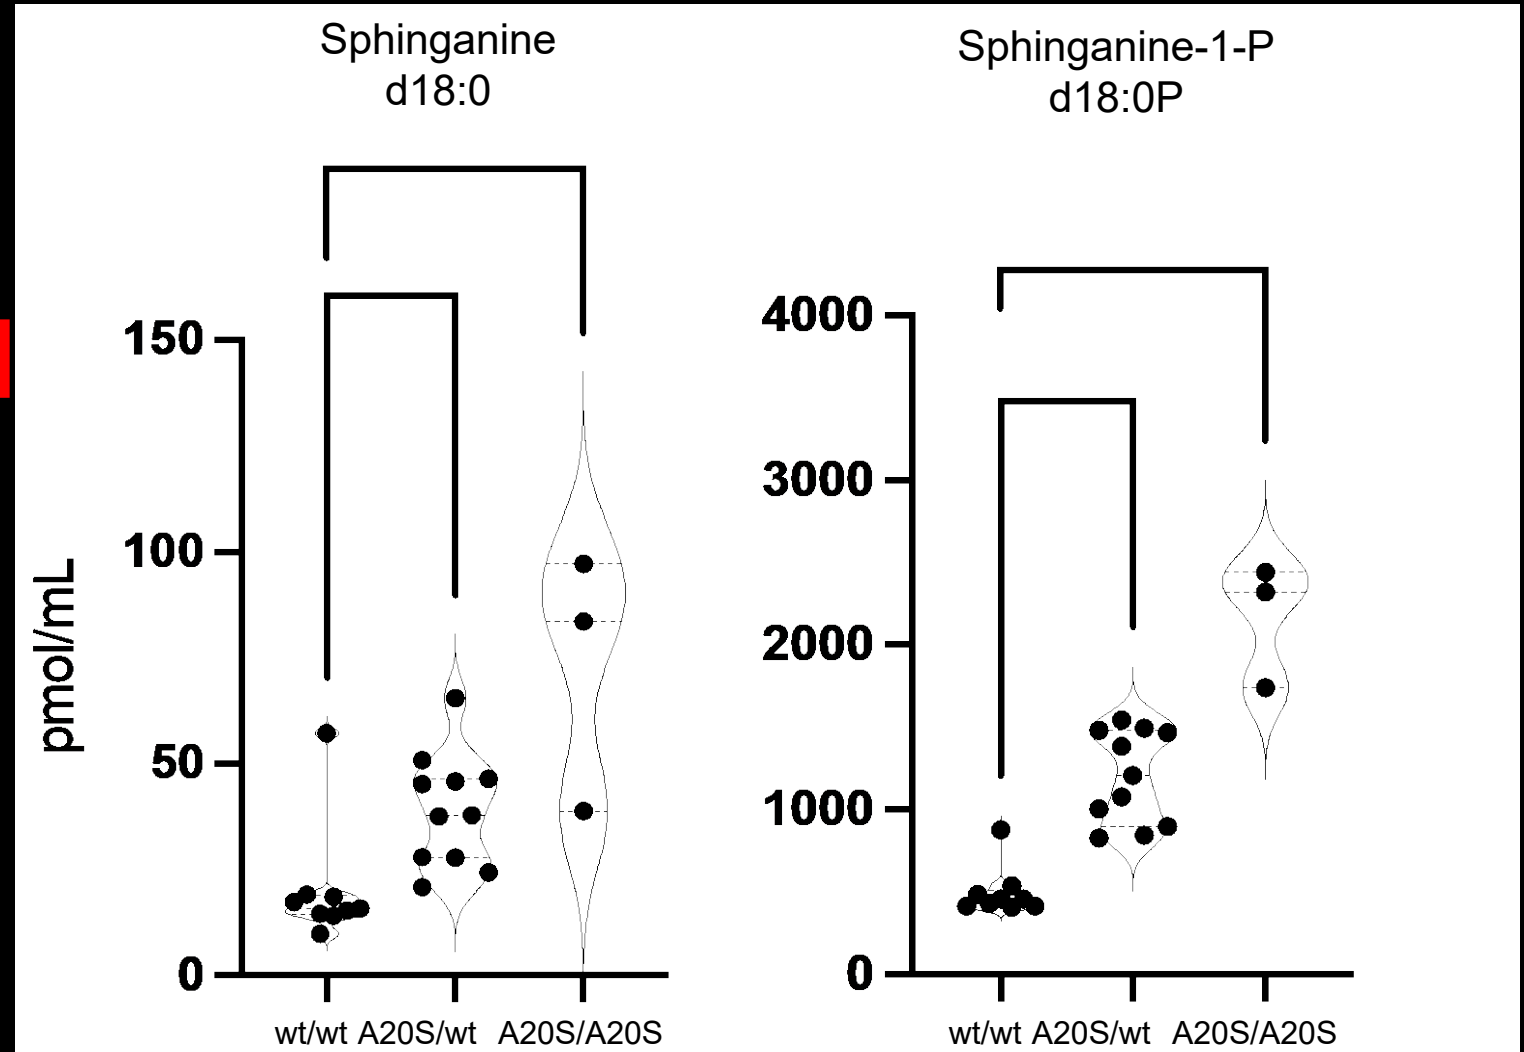 Sphinganine
d18:0
150
100
50
0
pmol/mL
wt/wt A20S/wt A20S/A20S
Sphinganine-1-P
d18:0P
4000
3000
2000
1000
0
wt/wt A20S/wt A20S/A20S